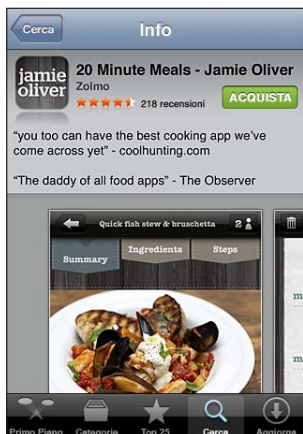 Cerca
Info
jamie
oliver
20 Minute Meals - Jamie Oliver
Zolmo
218 recensioni
ACQUISTA
“you too can have the best cooking app we’ve
come across yet” - coolhunting.com
“The daddy of all food apps” - The Observer
Quick fish stew & bruschetta
2
Summary
Ingredients
Steps
m
m
Primo Piano
Categorie
Top 25
Cerca
Aggiorna